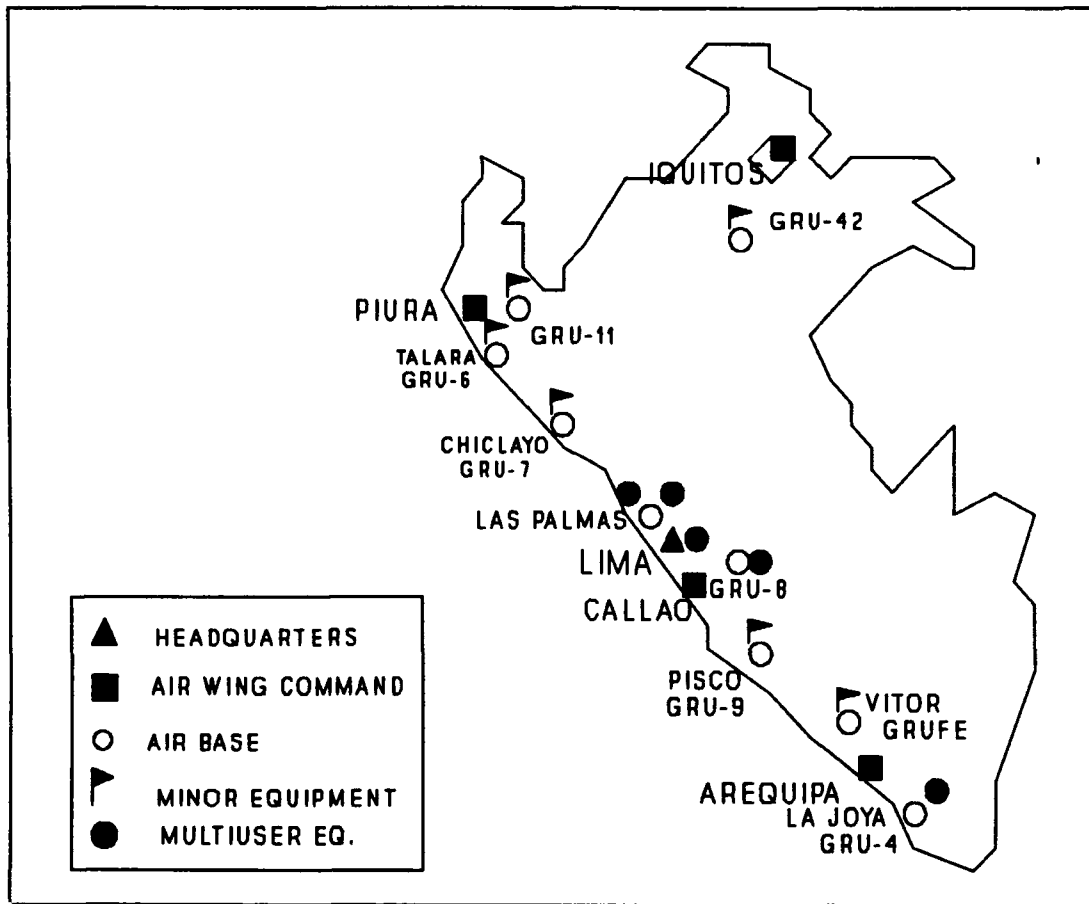 IQUITOS
GRU-42
PIURA
GRU-11
TALARA
GRU-6
CHICLAYO
GRU-7
LAS PALMAS
LIMA
GRU-8
CALLAO
PISCO
GRU-9
VITOR
GRUFE
AREQUIPA
LA JOYA
GRU-4
HEADQUARTERS
AIR WING COMMAND
AIR BASE
MINOR EQUIPMENT
MULTIUSER EQ.